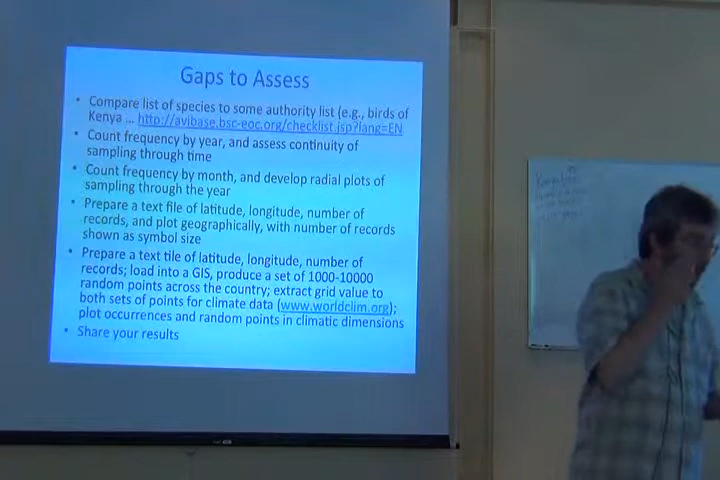 Gaps to Assess
• Compare list of species to some authority list (e.g., birds of
Kenya ... http://avibase.bsc-eoc.org/checklist.jsp?lang=EN
• Count frequency by year, and assess continuity of
sampling through time
• Count frequency by month, and develop radial plots of
sampling through the year
• Prepare a text file of latitude, longitude, number of
records, and plot geographically, with number of records
shown as symbol size
• Prepare a text file of latitude, longitude, number of
records; load into a GIS, produce a set of 1000-10000
random points across the country; extract grid value to
both sets of points for climate data (www.worldclim.org);
plot occurrences and random points in climatic dimensions
• Share your results